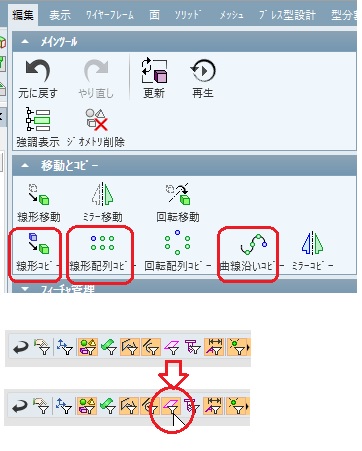 編集 表示 ﾜｲﾔｰﾌﾚｰﾑ 面 ｿﾘｯﾄﾞ ﾒｯｼｭ ﾌﾟﾚｽ型設計 型分割
メインツール
元に戻す やり直し 更新 再生
強調表示 ｼﾞｵﾒﾄﾘ削除
移動とコピー
線形移動 ﾐﾗｰ移動 回転移動
線形ｺﾋﾟｰ 線形配列ｺﾋﾟｰ 回転配列ｺﾋﾟｰ 曲線沿いｺﾋﾟｰ ﾐﾗｰｺﾋﾟｰ
フィーチャ管理